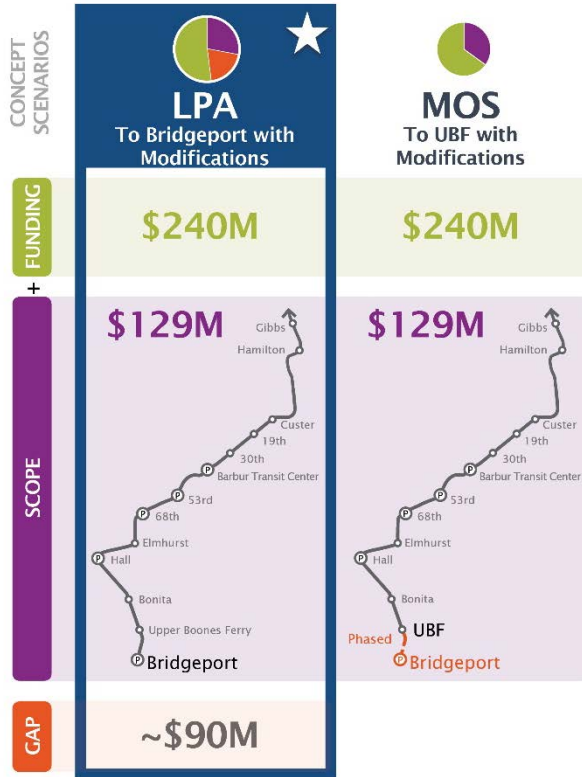 CONCEPT
SCENARIOS
LPA
To Bridgeport with
Modifications
MOS
To UBF with
Modifications
FUNDING
$240M
$240M
+
SCOPE
$129M
Gibbs
Hamilton
Custer
19th
30th
P Barbur Transit Center
P 53rd
P 68th
Elmhurst
P Hall
Bonita
Upper Boones Ferry
P Bridgeport
$129M
Gibbs
Hamilton
Custer
19th
30th
P Barbur Transit Center
P 53rd
P 68th
Elmhurst
P Hall
Bonita
UBF
Phased
P Bridgeport
GAP
~$90M